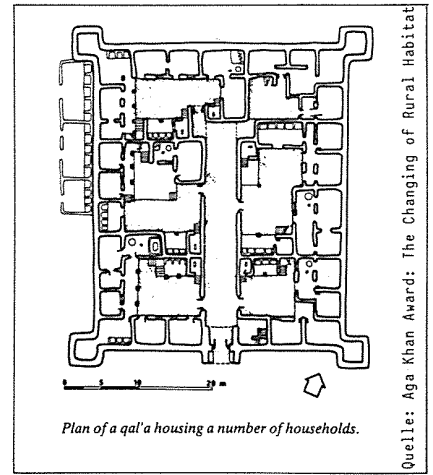 0 5 10 20 m
Plan of a qal'a housing a number of households.
Quelle: Aga Khan Award: The Changing of Rural Habitat